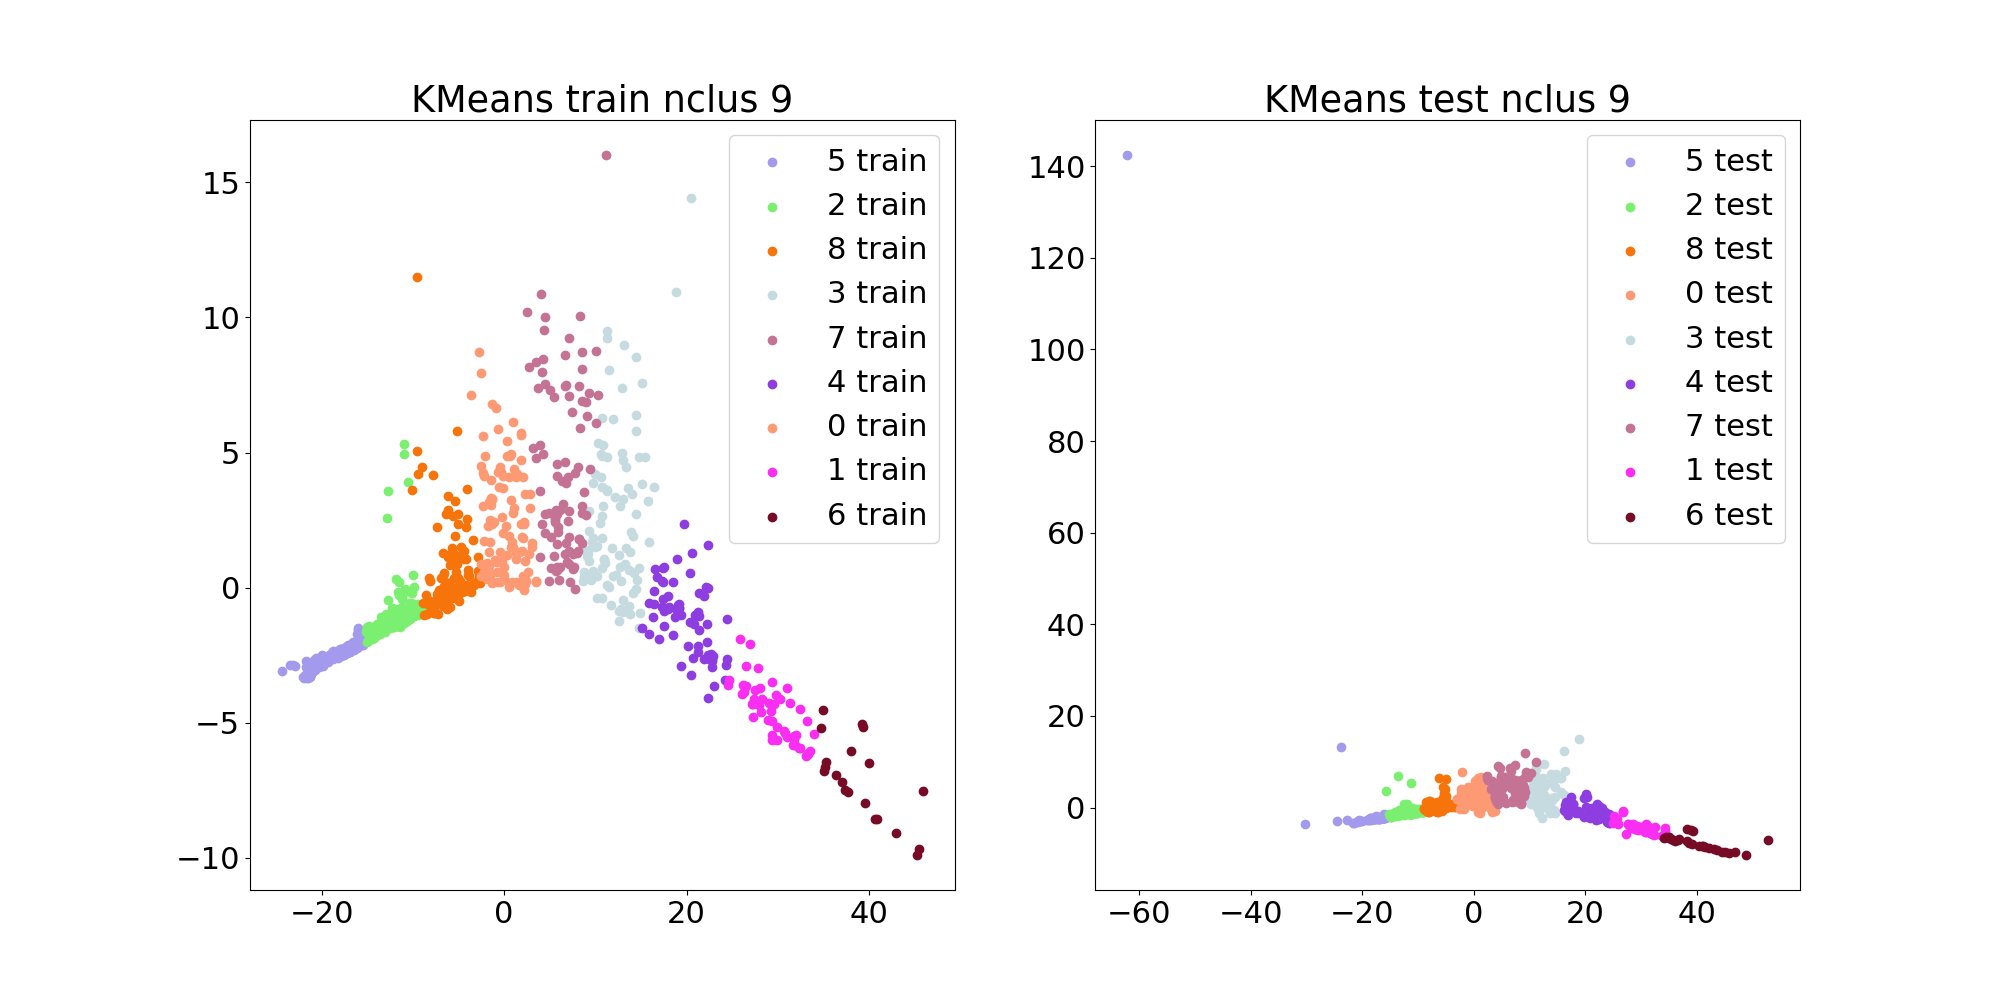 KMeans train nclus 9
15
10
5
0
−5
−10
−20
0
20
40
5 train
2 train
8 train
3 train
7 train
4 train
0 train
1 train
6 train
KMeans test nclus 9
140
120
100
80
60
40
20
0
−60
−40
−20
0
20
40
5 test
2 test
8 test
0 test
3 test
4 test
7 test
1 test
6 test